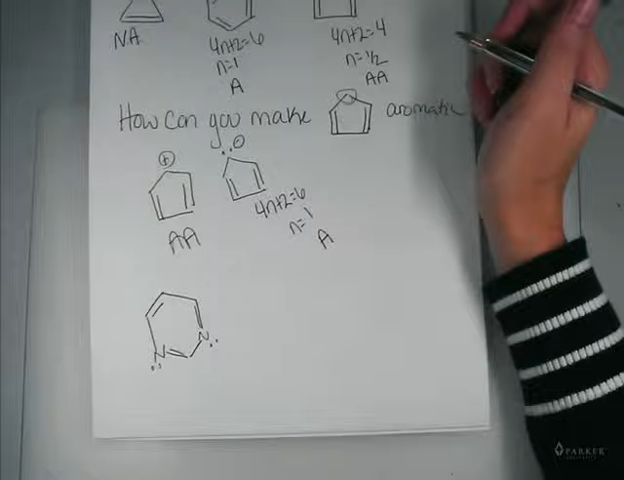 NA
4n+2=6
n=1
A
4n+2=4
n=1/2
AA
How can you make aromatic
AA
4n+2=6
n=1
A
N
N
PARKER